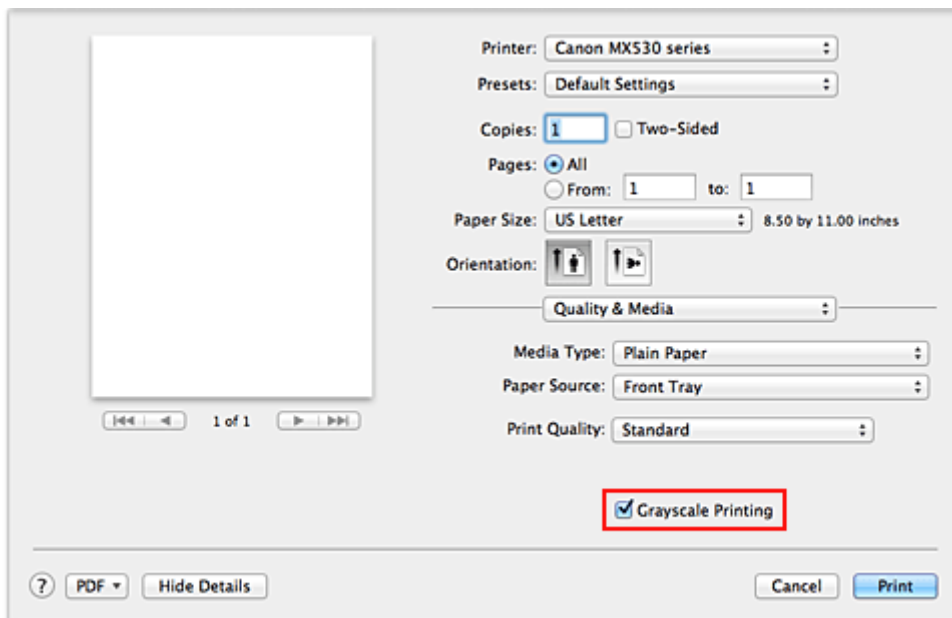 Printer: Canon MX530 series
Presets: Default Settings
Copies: 1 Two-Sided
Pages: All
From: 1 to: 1
Paper Size: US Letter 8.50 by 11.00 inches
Orientation:
Quality & Media
Media Type: Plain Paper
Paper Source: Front Tray
1 of 1
Print Quality: Standard
Grayscale Printing
? PDF Hide Details Cancel Print